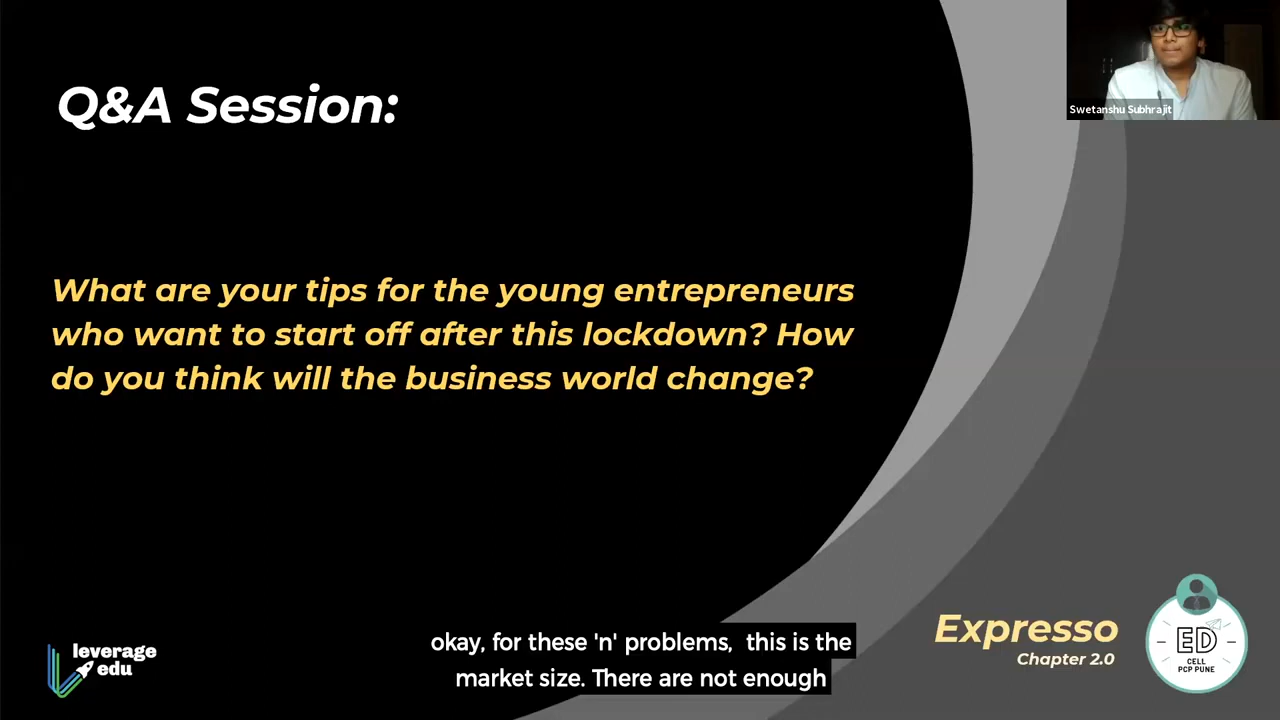 Q&A Session:
Swetanshu Subhrajit
What are your tips for the young entrepreneurs
who want to start off after this lockdown? How
do you think will the business world change?
okay, for these 'n' problems,  this is the
market size. There are not enough
leverage
edu
Expresso
Chapter 2.0
ED
CELL
PCP PUNE